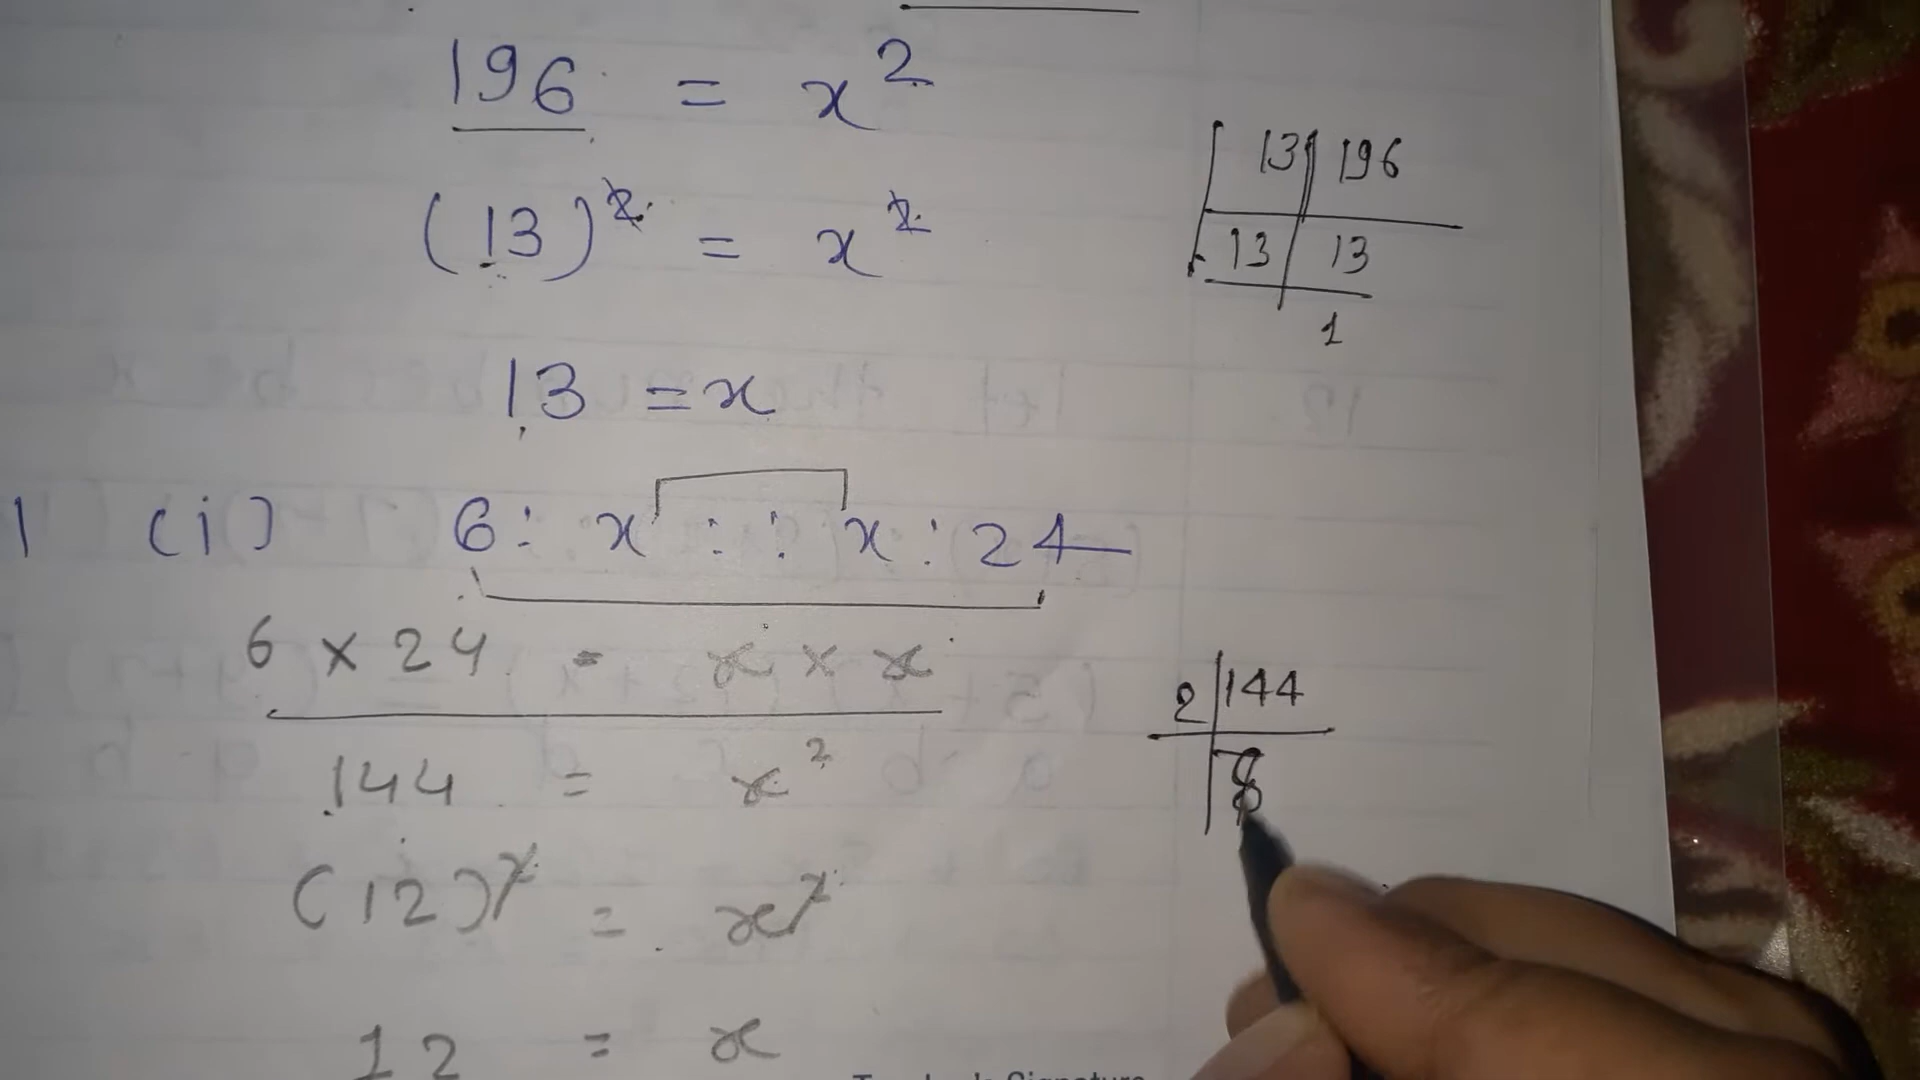 196 = x²
(13)² = x²
13 = x
13 | 196
13 | 13
1
1 (i) 6 : x :: x : 24
6 × 24 = x × x
144 = x²
(12)² = x²
12 = x
2 | 144